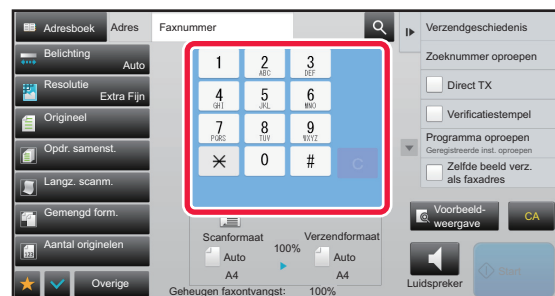 Adresboek
Adres
Faxnummer
Verzendgeschiedenis
Belichting
Auto
Zoeknummer oproepen
Resolutie
Extra Fijn
Direct TX
Origineel
Verificatiestempel
Opdr. samenst.
Programma oproepen
Geregistreerde inst. oproepen
Langz. scanm.
Zelfde beeld verz.
als faxadres
Gemengd form.
Aantal originelen
Overige
1
2
ABC
3
DEF
4
GHI
5
JKL
6
MNO
7
PQRS
8
TUV
9
WXYZ
0
#
C
Scanformaat
Auto
A4
100%
Verzendformaat
Auto
A4
Geheugen faxontvangst: 100%
Voorbeeld-
weergave
CA
Luidspreker
Start